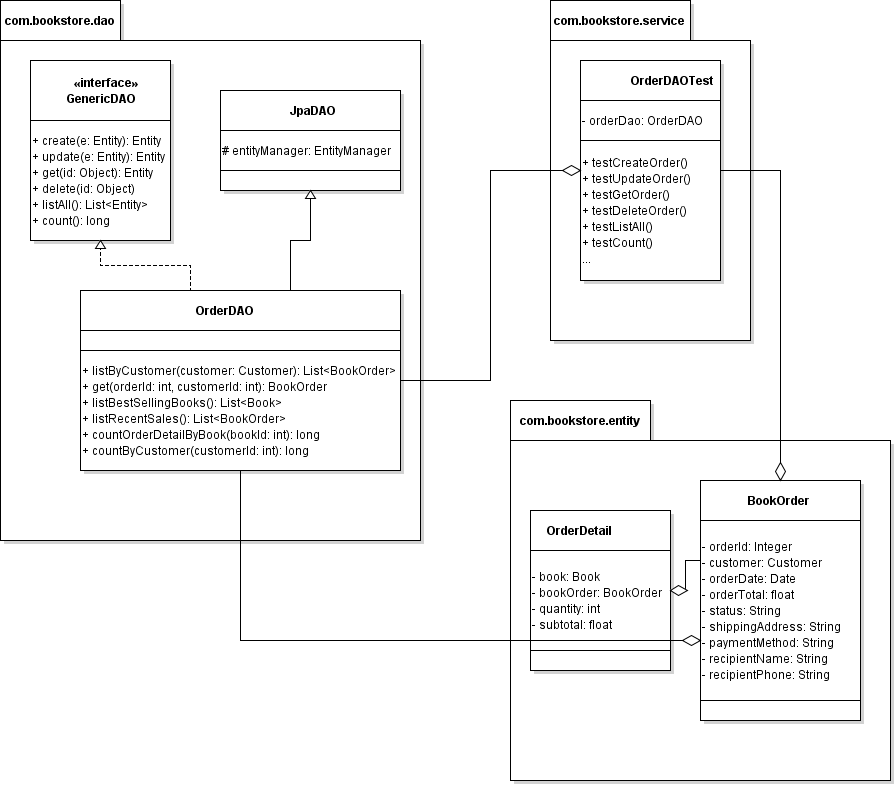 com.bookstore.dao
«interface»
GenericDAO
+ create(e: Entity): Entity
+ update(e: Entity): Entity
+ get(id: Object): Entity
+ delete(id: Object)
+ listAll(): List<Entity>
+ count(): long
JpaDAO
# entityManager: EntityManager
OrderDAO
+ listByCustomer(customer: Customer): List<BookOrder>
+ get(orderId: int, customerId: int): BookOrder
+ listBestSellingBooks(): List<Book>
+ listRecentSales(): List<BookOrder>
+ countOrderDetailByBook(bookId: int): long
+ countByCustomer(customerId: int): long
com.bookstore.service
OrderDAOTest
- orderDao: OrderDAO
+ testCreateOrder()
+ testUpdateOrder()
+ testGetOrder()
+ testDeleteOrder()
+ testListAll()
+ testCount()
...
com.bookstore.entity
OrderDetail
- book: Book
- bookOrder: BookOrder
- quantity: int
- subtotal: float
BookOrder
- orderId: Integer
- customer: Customer
- orderDate: Date
- orderTotal: float
- status: String
- shippingAddress: String
- paymentMethod: String
- recipientName: String
- recipientPhone: String